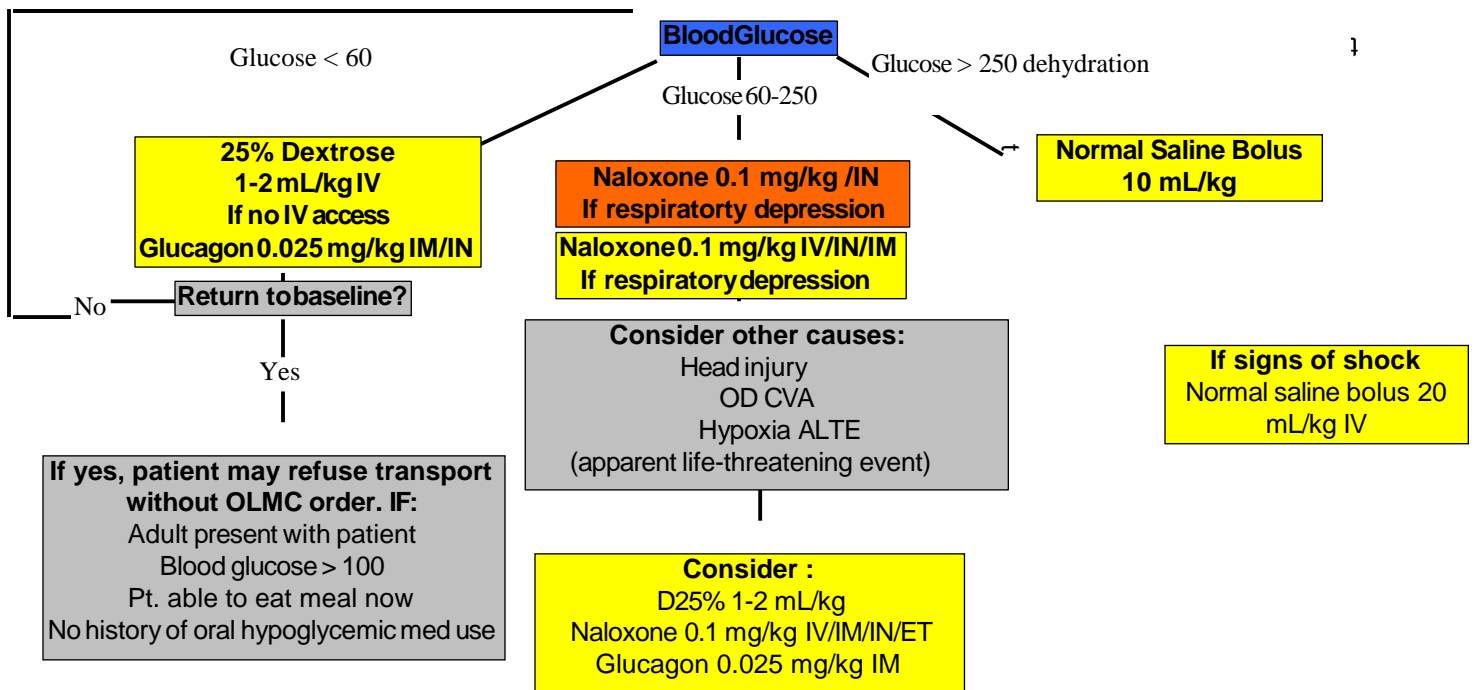 BloodGlucose
Glucose < 60
Glucose 60-250
Glucose > 250 dehydration
25% Dextrose
1-2 mL/kg IV
If no IV access
Glucagon 0.025 mg/kg IM/IN
Return tobaseline?
No
Yes
If yes, patient may refuse transport
without OLMC order. IF:
Adult present with patient
Blood glucose > 100
Pt. able to eat meal now
No history of oral hypoglycemic med use
Naloxone 0.1 mg/kg /IN
If respiratorty depression
Naloxone 0.1 mg/kg IV/IN/IM
If respiratory depression
Consider other causes:
Head injury
OD CVA
Hypoxia ALTE
(apparent life-threatening event)
Consider :
D25% 1-2 mL/kg
Naloxone 0.1 mg/kg IV/IM/IN/ET
Glucagon 0.025 mg/kg IM
Normal Saline Bolus
10 mL/kg
If signs of shock
Normal saline bolus 20
mL/kg IV